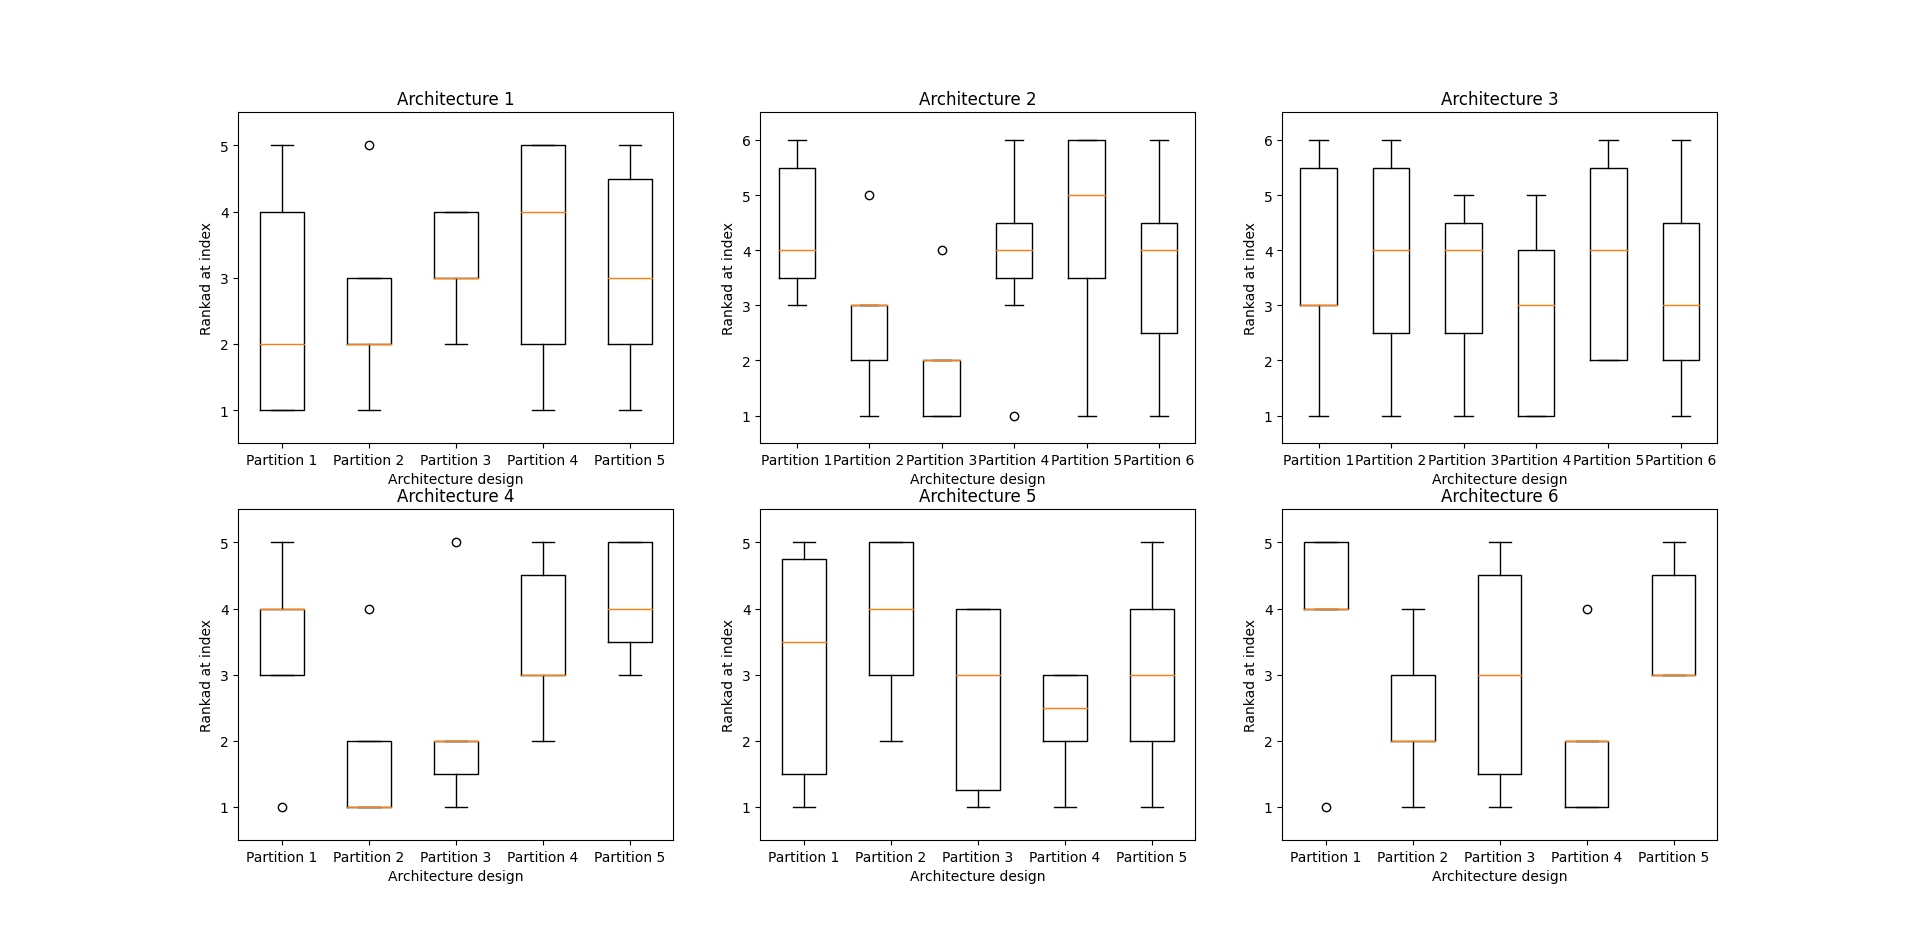 Architecture 1
Rankad at index
5
4
3
2
1
Partition 1 Partition 2 Partition 3 Partition 4 Partition 5
Architecture design
Architecture 2
Rankad at index
6
5
4
3
2
1
Partition 1 Partition 2 Partition 3 Partition 4 Partition 5 Partition 6
Architecture design
Architecture 3
Rankad at index
6
5
4
3
2
1
Partition 1 Partition 2 Partition 3 Partition 4 Partition 5 Partition 6
Architecture design
Architecture 4
Rankad at index
5
4
3
2
1
Partition 1 Partition 2 Partition 3 Partition 4 Partition 5
Architecture design
Architecture 5
Rankad at index
5
4
3
2
1
Partition 1 Partition 2 Partition 3 Partition 4 Partition 5
Architecture design
Architecture 6
Rankad at index
5
4
3
2
1
Partition 1 Partition 2 Partition 3 Partition 4 Partition 5
Architecture design